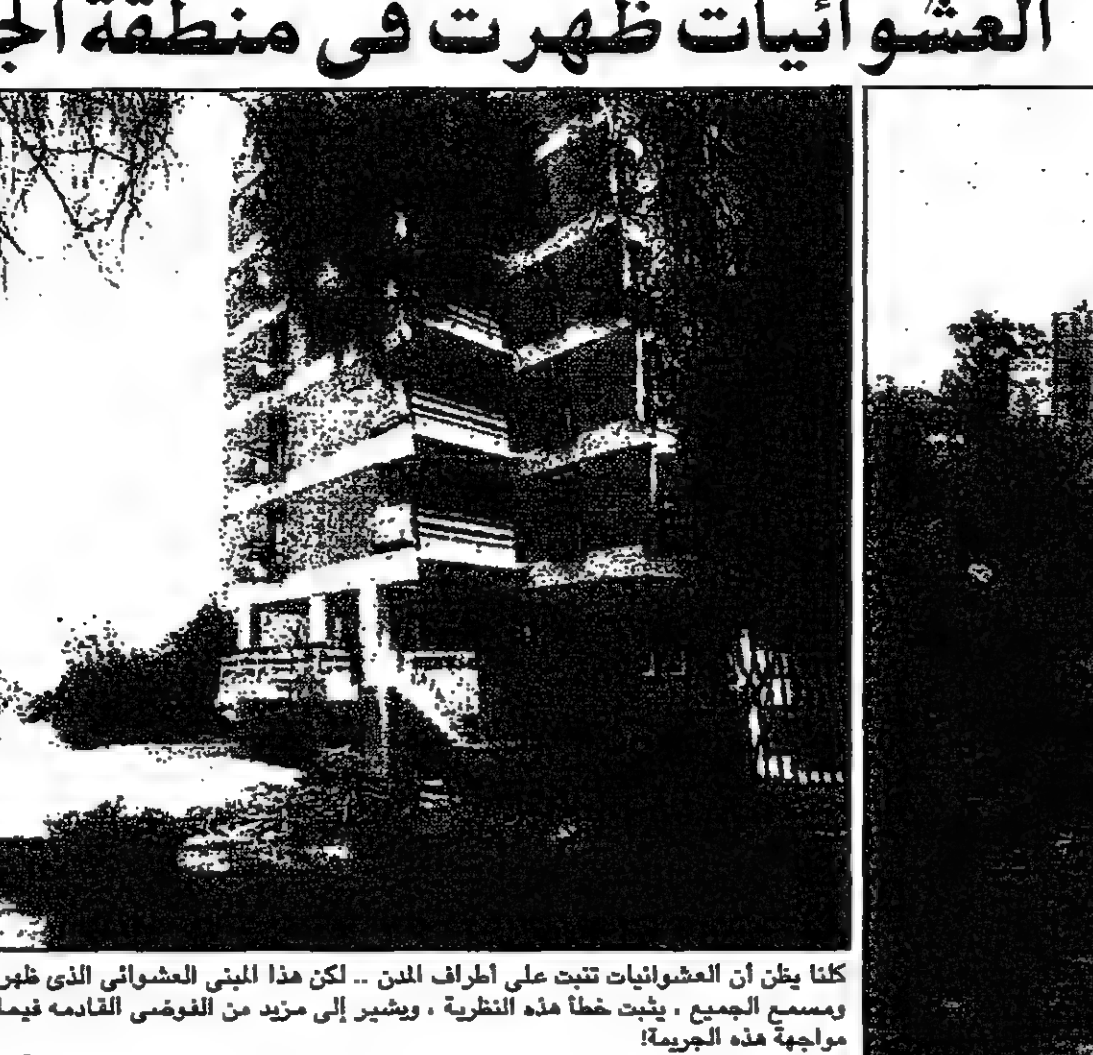 العشوائيات ظهرت فى منطقة
كلنا يظن أن العشوائيات تنبت على أطراف المدن .. لكن هذا المبنى العشوائى الذى ظهر
ومسمع الجميع ، يثبت خطأ هذه النظرية ، ويشير إلى مزيد من الفوضى القادمه فيما
مواجهة هذه الجريمة!